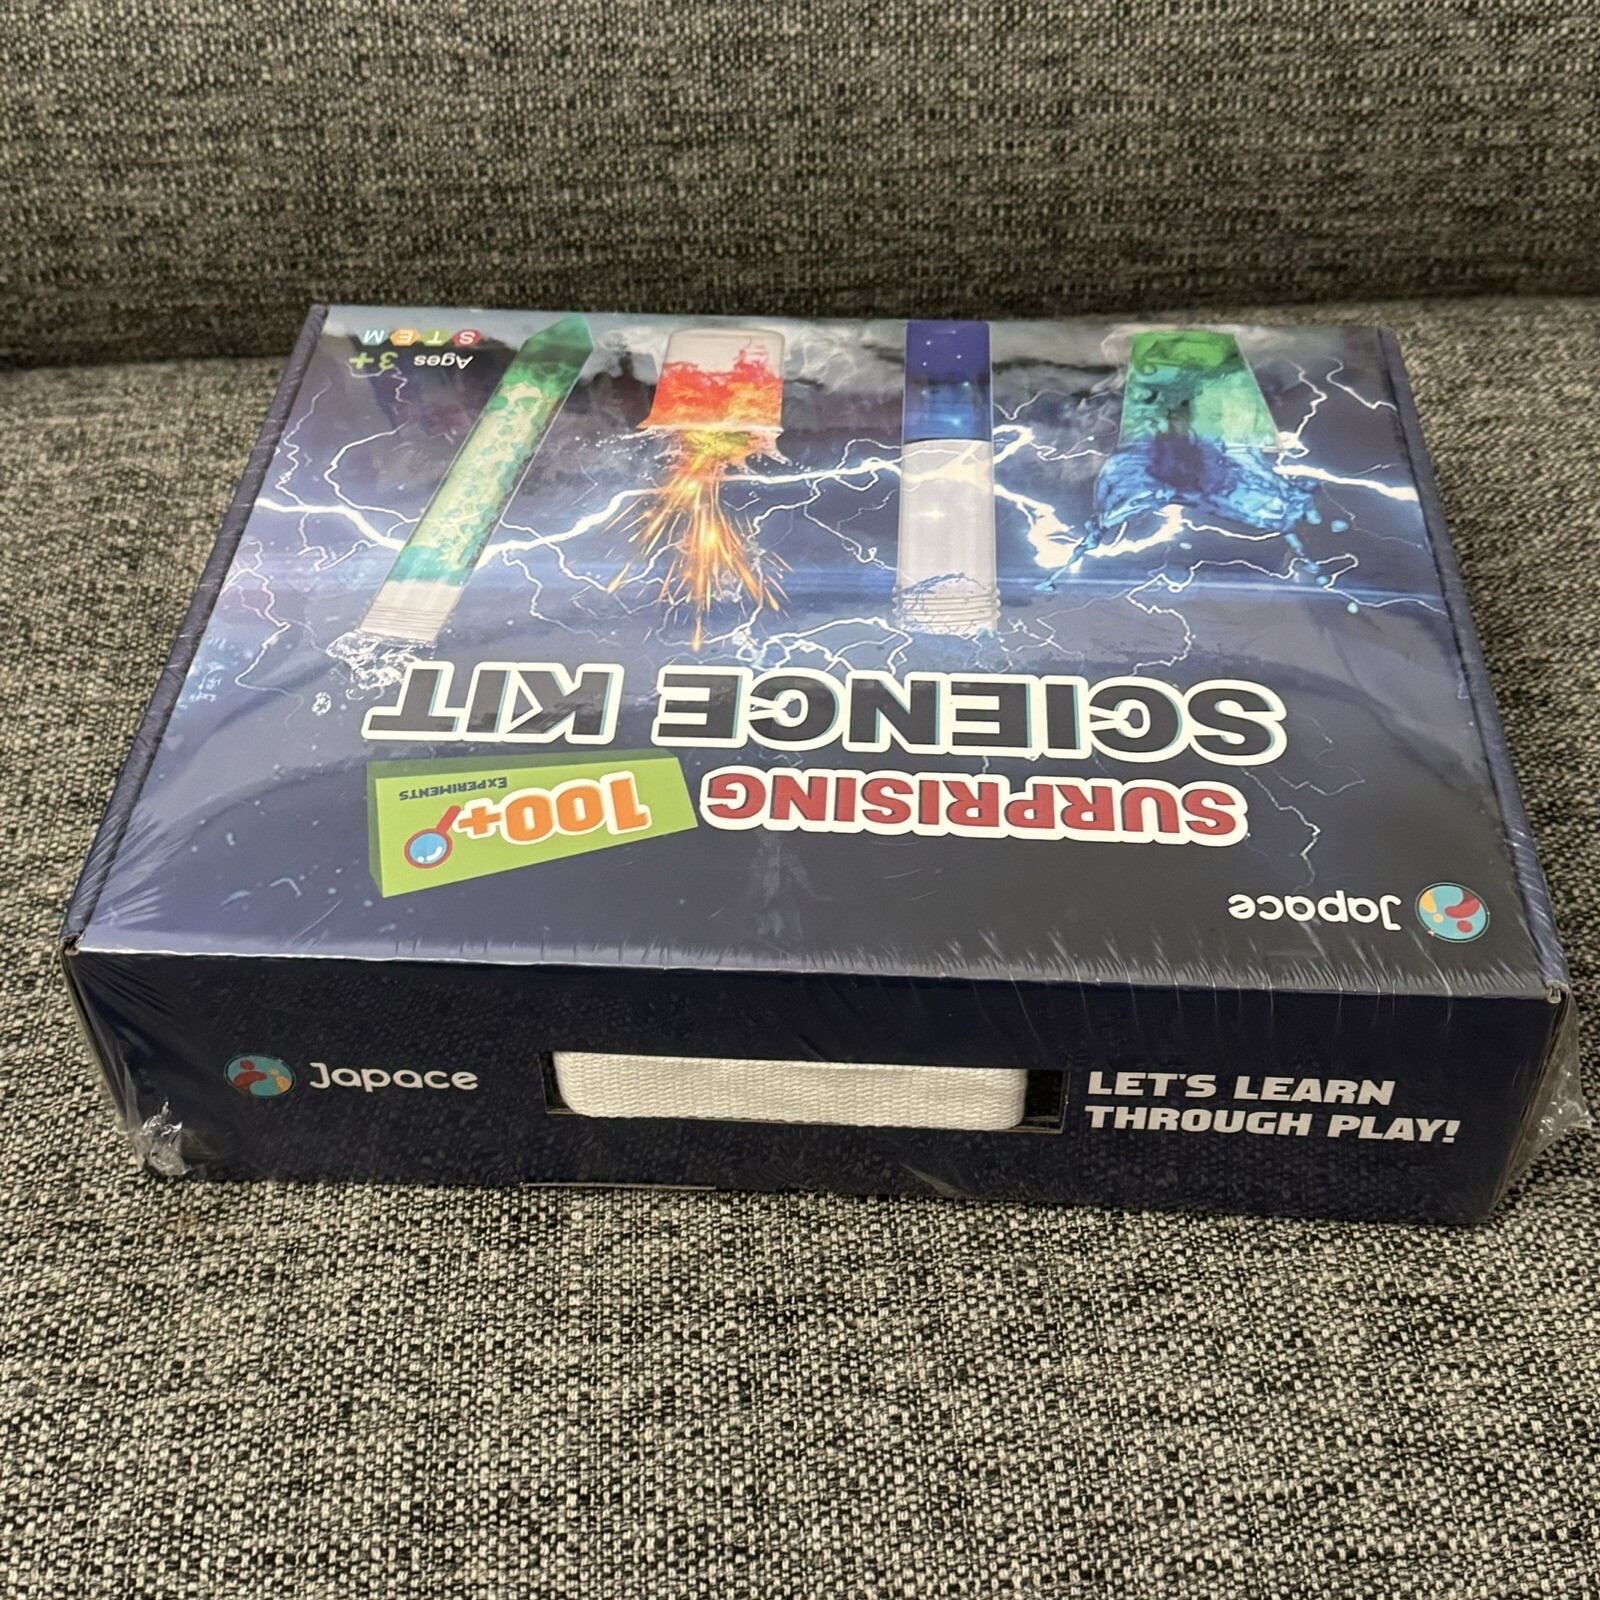 Japace
SURPRISING
100+
EXPERIMENTS
SCIENCE KIT
Ages 3+
STEM
Japace
LET'S LEARN
THROUGH PLAY!